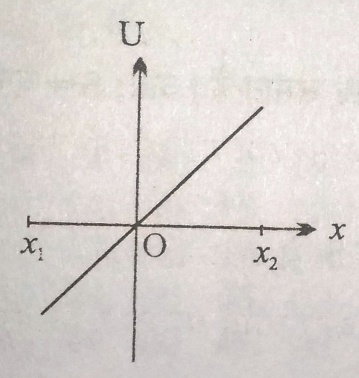 U
x₁ O x₂ x